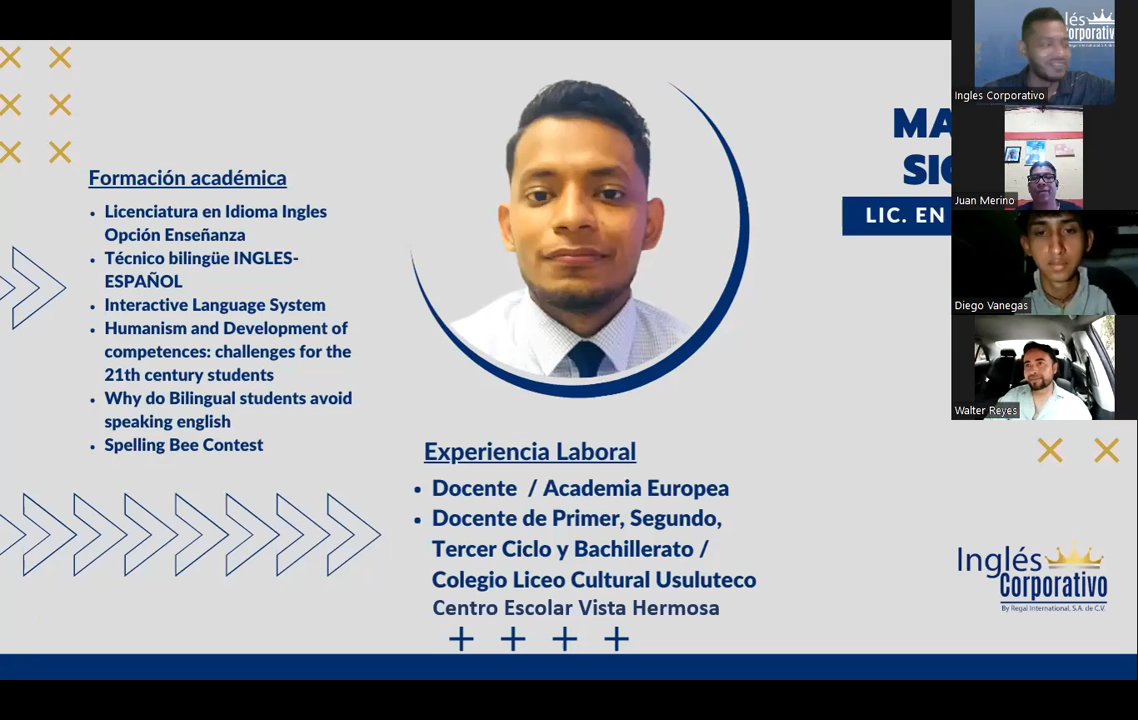 Formación académica
Licenciatura en Idioma Ingles
Opción Enseñanza
Técnico bilingüe INGLES-
ESPAÑOL
Interactive Language System
Humanism and Development of
competences: challenges for the
21th century students
Why do Bilingual students avoid
speaking english
Spelling Bee Contest
Experiencia Laboral
Docente / Academia Europea
Docente de Primer, Segundo,
Tercer Ciclo y Bachillerato /
Colegio Liceo Cultural Usuluteco
Centro Escolar Vista Hermosa
MA
SI
LIC. EN
lés
orporativo
Ingles Corporativo
Juan Merino
Diego Vanegas
Walter Reyes
Inglés
Corporativo
By Regal International, S.A. de C.V.